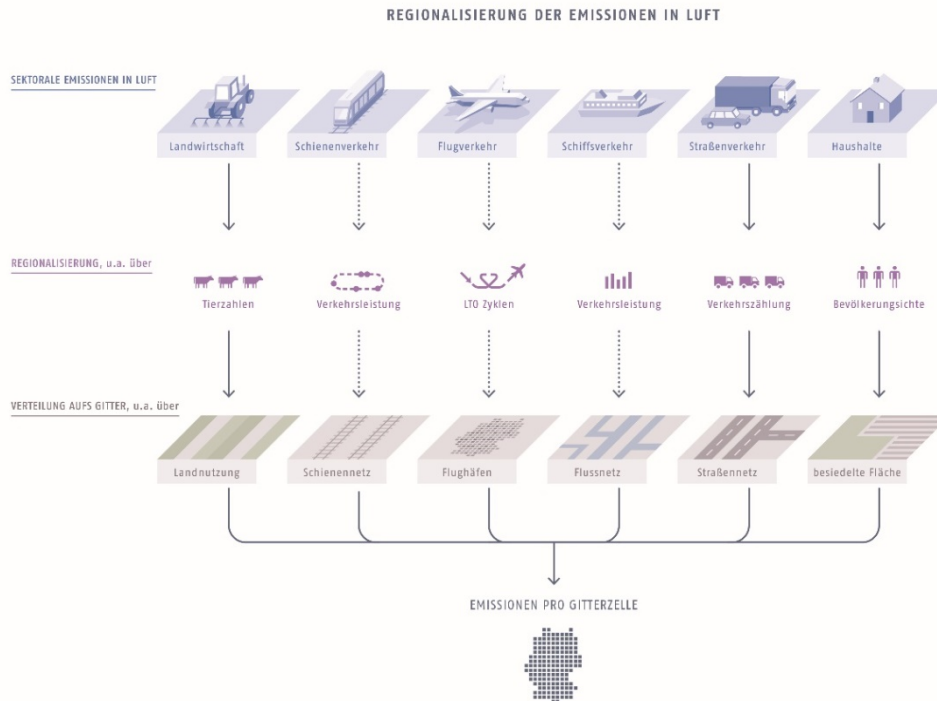 REGIONALISIERUNG DER EMISSIONEN IN LUFT
SEKTORALE EMISSIONEN IN LUFT
Landwirtschaft
Schienenverkehr
Flugverkehr
Schiffsverkehr
Straßenverkehr
Haushalte
REGIONALISIERUNG, u.a. über
Tierzahlen
Verkehrsleistung
LTO Zyklen
Verkehrsleistung
Verkehrszählung
Bevölkerungsichte
VERTEILUNG AUFS GITTER, u.a. über
Landnutzung
Schienennetz
Flughäfen
Flussnetz
Straßennetz
besiedelte Fläche
EMISSIONEN PRO GITTERZELLE